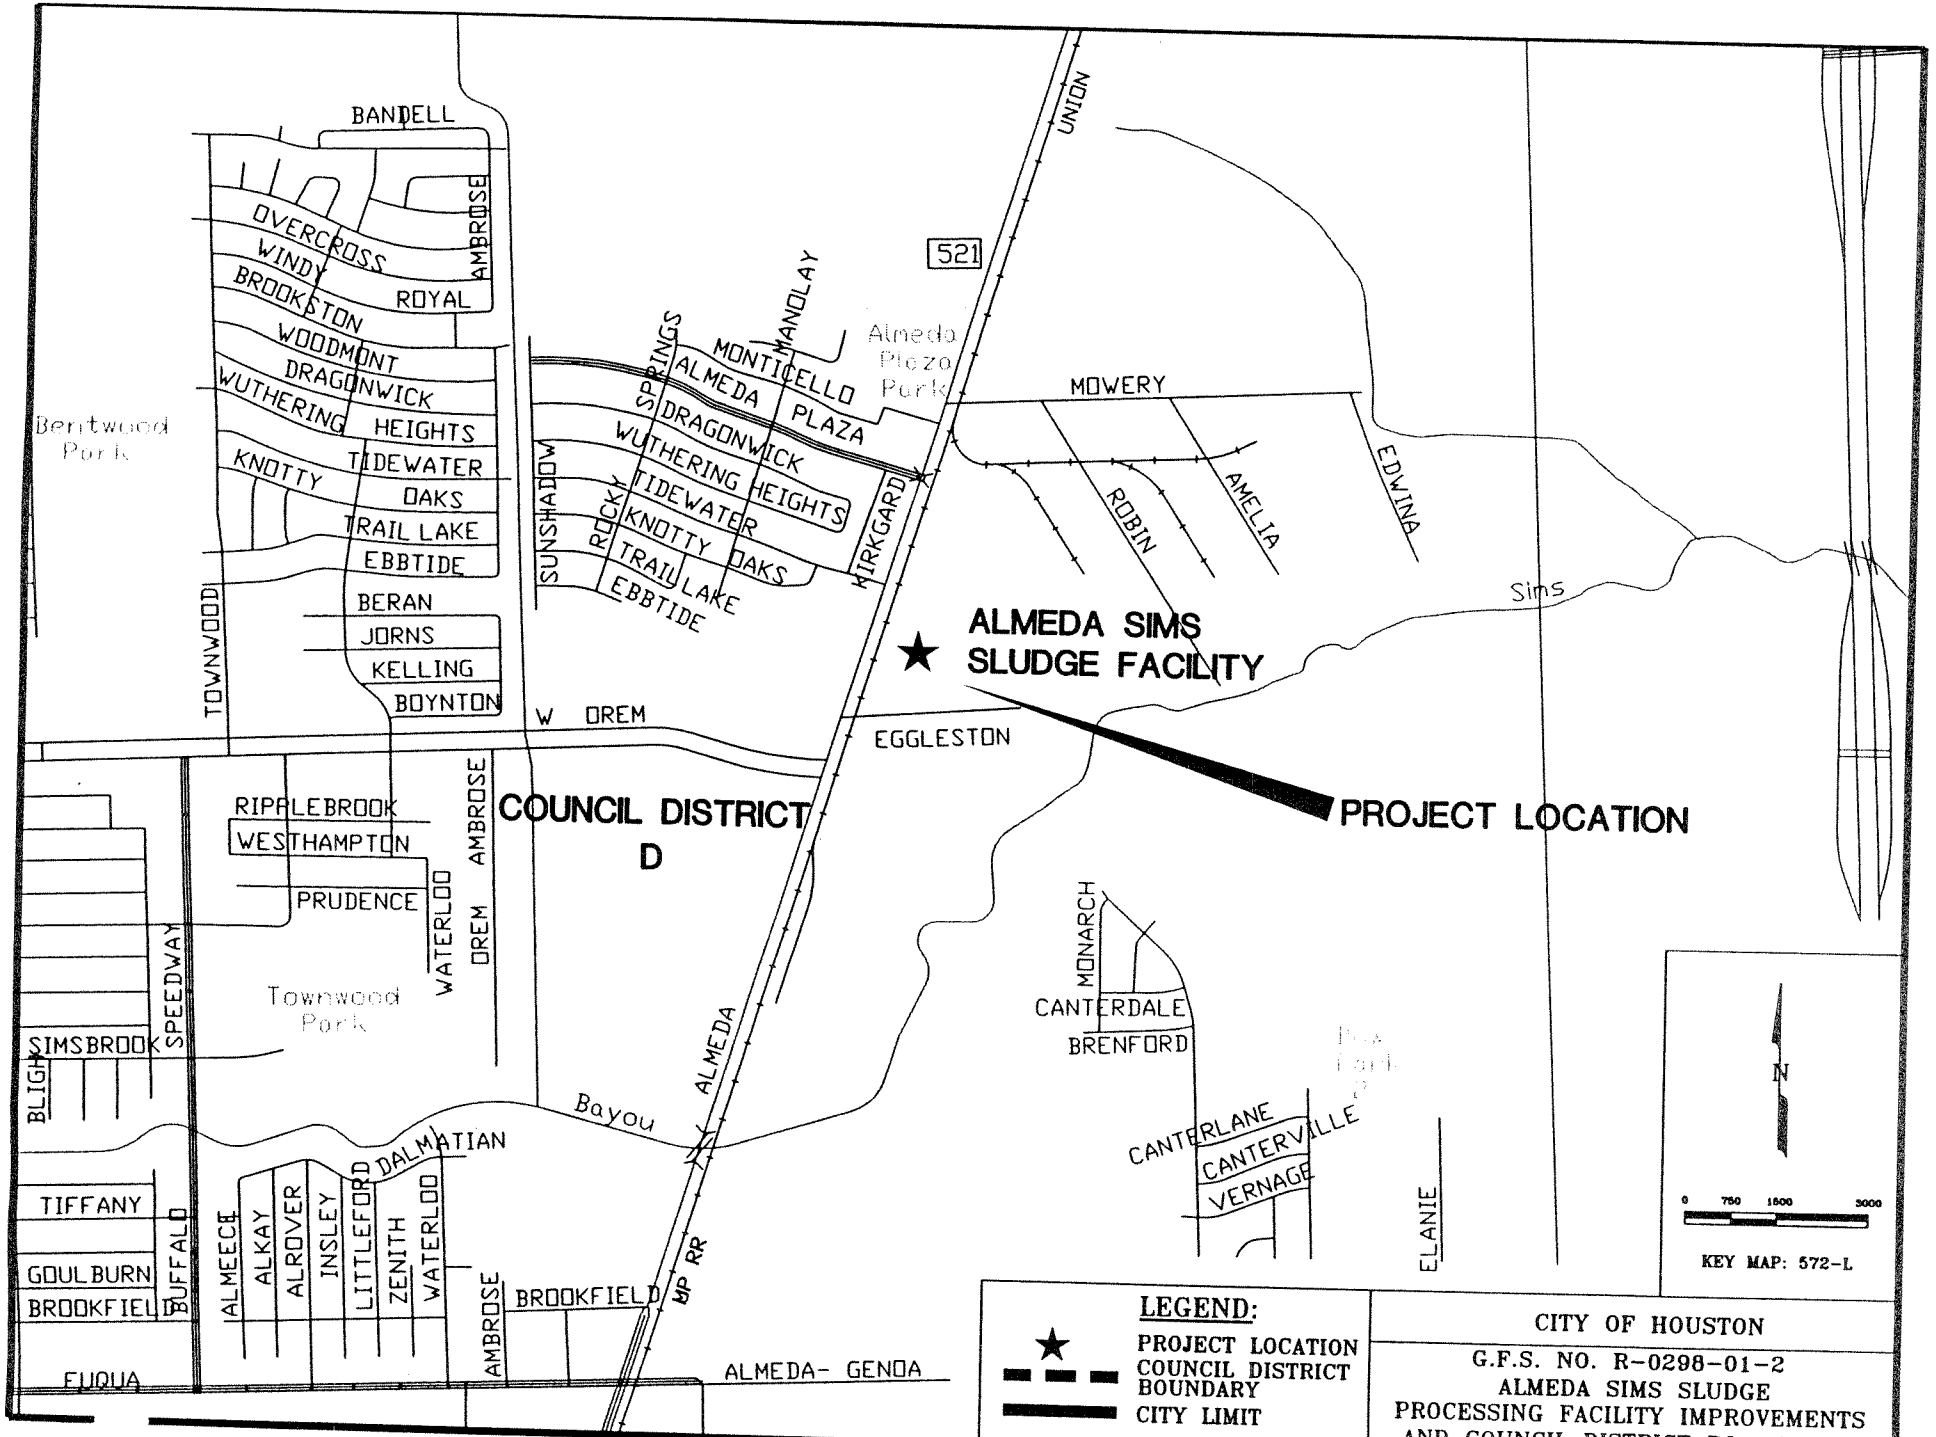 BANDELL
UNION
AMBROSE
OVERCROSS
WINDY
ROYAL
BROOKSTON
WOODMONT
DRAGONWICK
WUTHERING
HEIGHTS
TIDEWATER
KNOTTY
OAKS
TRAIL LAKE
EBBTIDE
BERAN
JORNS
KELLING
BOYNTON
TOWNWOOD
Bentwood
Park
521
MANOLAY
SPRINGS
MONTICELLO
Almeda
Plaza
Park
ALMEDA PLAZA
DRAGONWICK
WUTHERING HEIGHTS
TIDEWATER
KNOTTY OAKS
TRAIL LAKE
EBBTIDE
SUNSHADOW
ROCKY
KIRKGARD
MOWERY
EDWINA
AMELIA
ROBIN
Sims
ALMEDA SIMS
SLUDGE FACILITY
W OREM
EGGLESTON
PROJECT LOCATION
COUNCIL DISTRICT
D
RIPPLEBROOK
WESTHAMPTON
PRUDENCE
WATERLOO
OREM AMBROSE
SPEEDWAY
Townwood
Park
SIMSBROOK
BLIGH
ALMEDA
Bayou
MONARCH
CANTERDALE
BRENFORD
Park
CANTERLANE
CANTERVILLE
VERNAGE
ELANIE
DALMATIAN
TIFFANY
GOULBURN
BROOKFIELD
BUFFALO
ALMEECE
ALKAY
ALROVER
INSLEY
LITTLEFORD
ZENITH
WATERLOO
AMBROSE
BROOKFIELD
MP RR
FUQUA
ALMEDA- GENOA
N
0 750 1500 3000
KEY MAP: 572-L
LEGEND:
PROJECT LOCATION
COUNCIL DISTRICT
BOUNDARY
CITY LIMIT
CITY OF HOUSTON
G.F.S. NO. R-0298-01-2
ALMEDA SIMS SLUDGE
PROCESSING FACILITY IMPROVEMENTS
AND COUNCIL DISTRICT